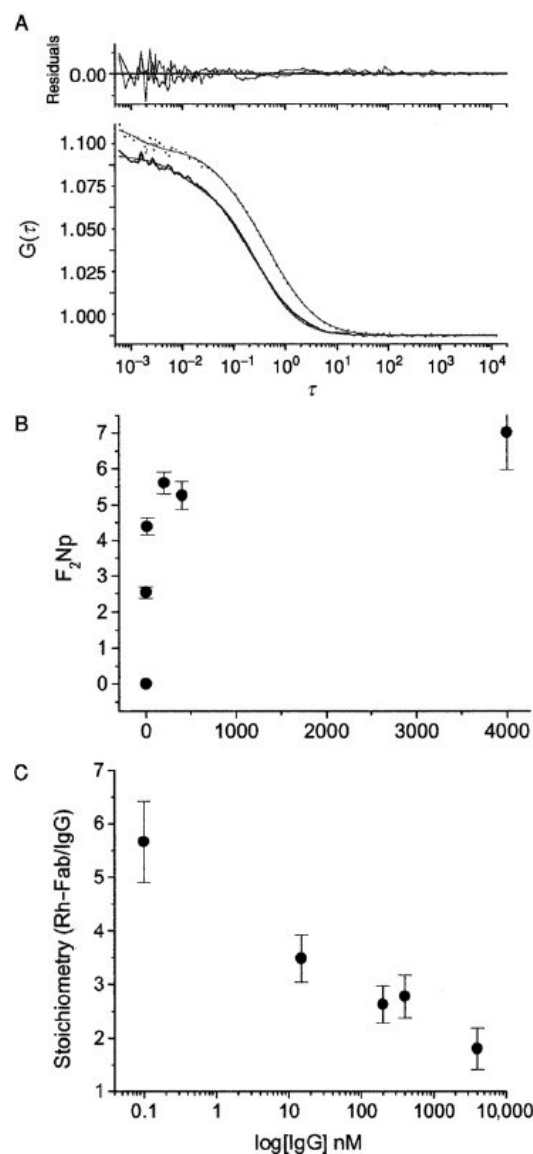 A
Residuals
0.00
G(τ)
1.100
1.075
1.050
1.025
1.000
10⁻³ 10⁻² 10⁻¹ 10⁰ 10¹ 10² 10³ 10⁴
τ
B
F₂Np
7
6
5
4
3
2
1
0
0 1000 2000 3000 4000
C
Stoichiometry (Rh-Fab/IgG)
7
6
5
4
3
2
1
0.1 1 10 100 1000 10,000
log[IgG] nM